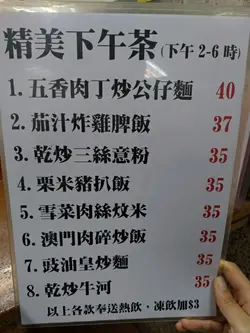 精美下午茶(下午 2-6 時)
1. 五香肉丁炒公仔麵 40
2. 茄汁炸雞脾飯 37
3. 乾炒三絲意粉 35
4. 栗米豬扒飯 35
5. 雪菜肉絲炆米 35
6. 澳門肉碎炒飯 35
7. 豉油皇炒麵 35
8. 乾炒牛河 35
以上各款奉送熱飲，凍飲加$3